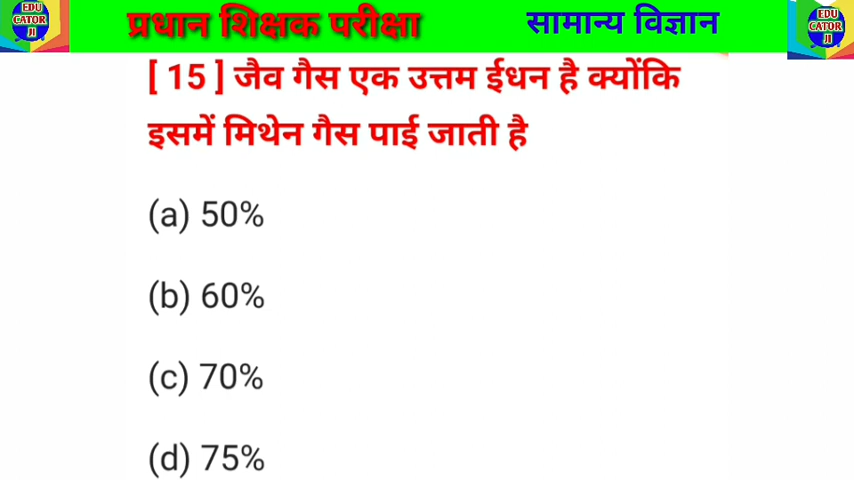 EDU
CATOR
JI
प्रधान शिक्षक परीक्षा
सामान्य विज्ञान
EDU
CATOR
JI
[ 15 ] जैव गैस एक उत्तम ईधन है क्योंकि
इसमें मिथेन गैस पाई जाती है
(a) 50%
(b) 60%
(c) 70%
(d) 75%